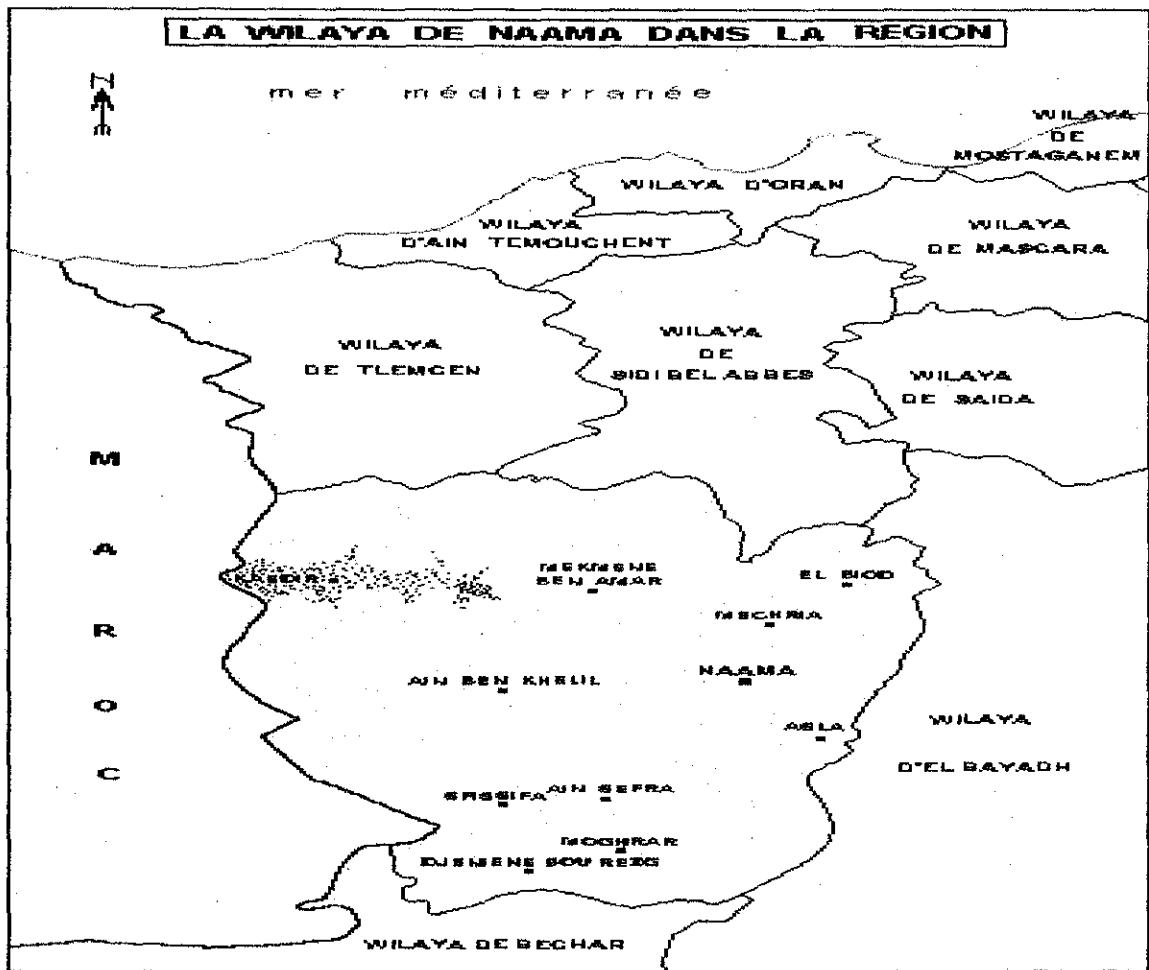 LA WILAYA DE NAAMA DANS LA REGION
N
mer méditerranée
WILAYA
DE
MOSTAGANEM
WILAYA D'ORAN
WILAYA
D'AIN TEMOUCHENT
WILAYA
DE MASCARA
WILAYA
DE TLEMCEN
WILAYA
DE
SIDI BEL ABBES
WILAYA
DE SAIDA
MAROC
MEKMENE
BEN AMAR
EL BIOD
MECHRIA
AIN BEN KHELIL
NAAMA
ASLA
WILAYA
D'EL BAYADH
SFISSIFA
AIN SEFRA
MOGHRAR
DJENIENE BOU REZG
WILAYA DE BECHAR